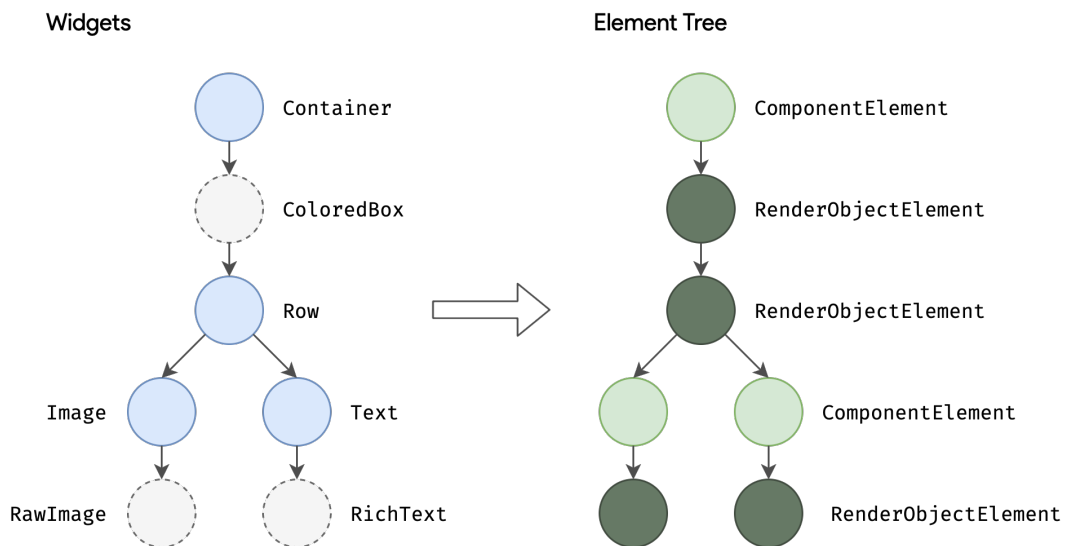 Widgets
Element Tree
Container
ComponentElement
ColoredBox
RenderObjectElement
Row
RenderObjectElement
Image
Text
ComponentElement
RawImage
RichText
RenderObjectElement